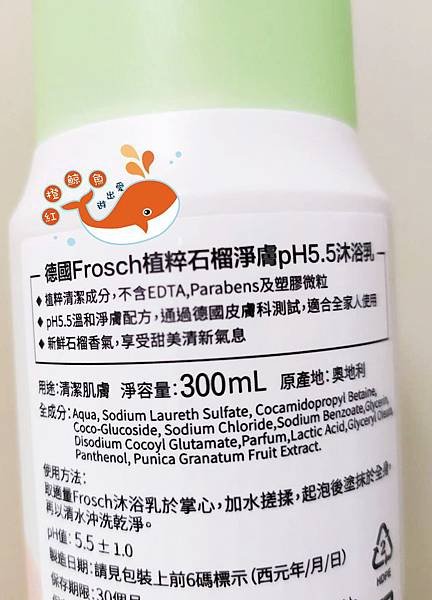 紅橙鯨魚遊出愛
德國Frosch植粹石榴淨膚pH5.5沐浴乳
◆植粹清潔成分,不含EDTA,Parabens及塑膠微粒
◆pH5.5溫和淨膚配方,通過德國皮膚科測試,適合全家人使用
◆新鮮石榴香氣,享受甜美清新氣息
用途:清潔肌膚 淨容量:300mL 原產地:奧地利
全成分:Aqua, Sodium Laureth Sulfate, Cocamidopropyl Betaine,
Coco-Glucoside, Sodium Chloride,Sodium Benzoate,Glycerin,
Disodium Cocoyl Glutamate,Parfum,Lactic Acid,Glyceryl Oleate,
Panthenol, Punica Granatum Fruit Extract.
使用方法:
取適量Frosch沐浴乳於掌心,加水搓揉,起泡後塗抹於全身,
再以清水沖洗乾淨。
pH值:5.5±1.0
製造日期:請見包裝上前6碼標示(西元年/月/日)
保存期限:30個月
2
HDPE